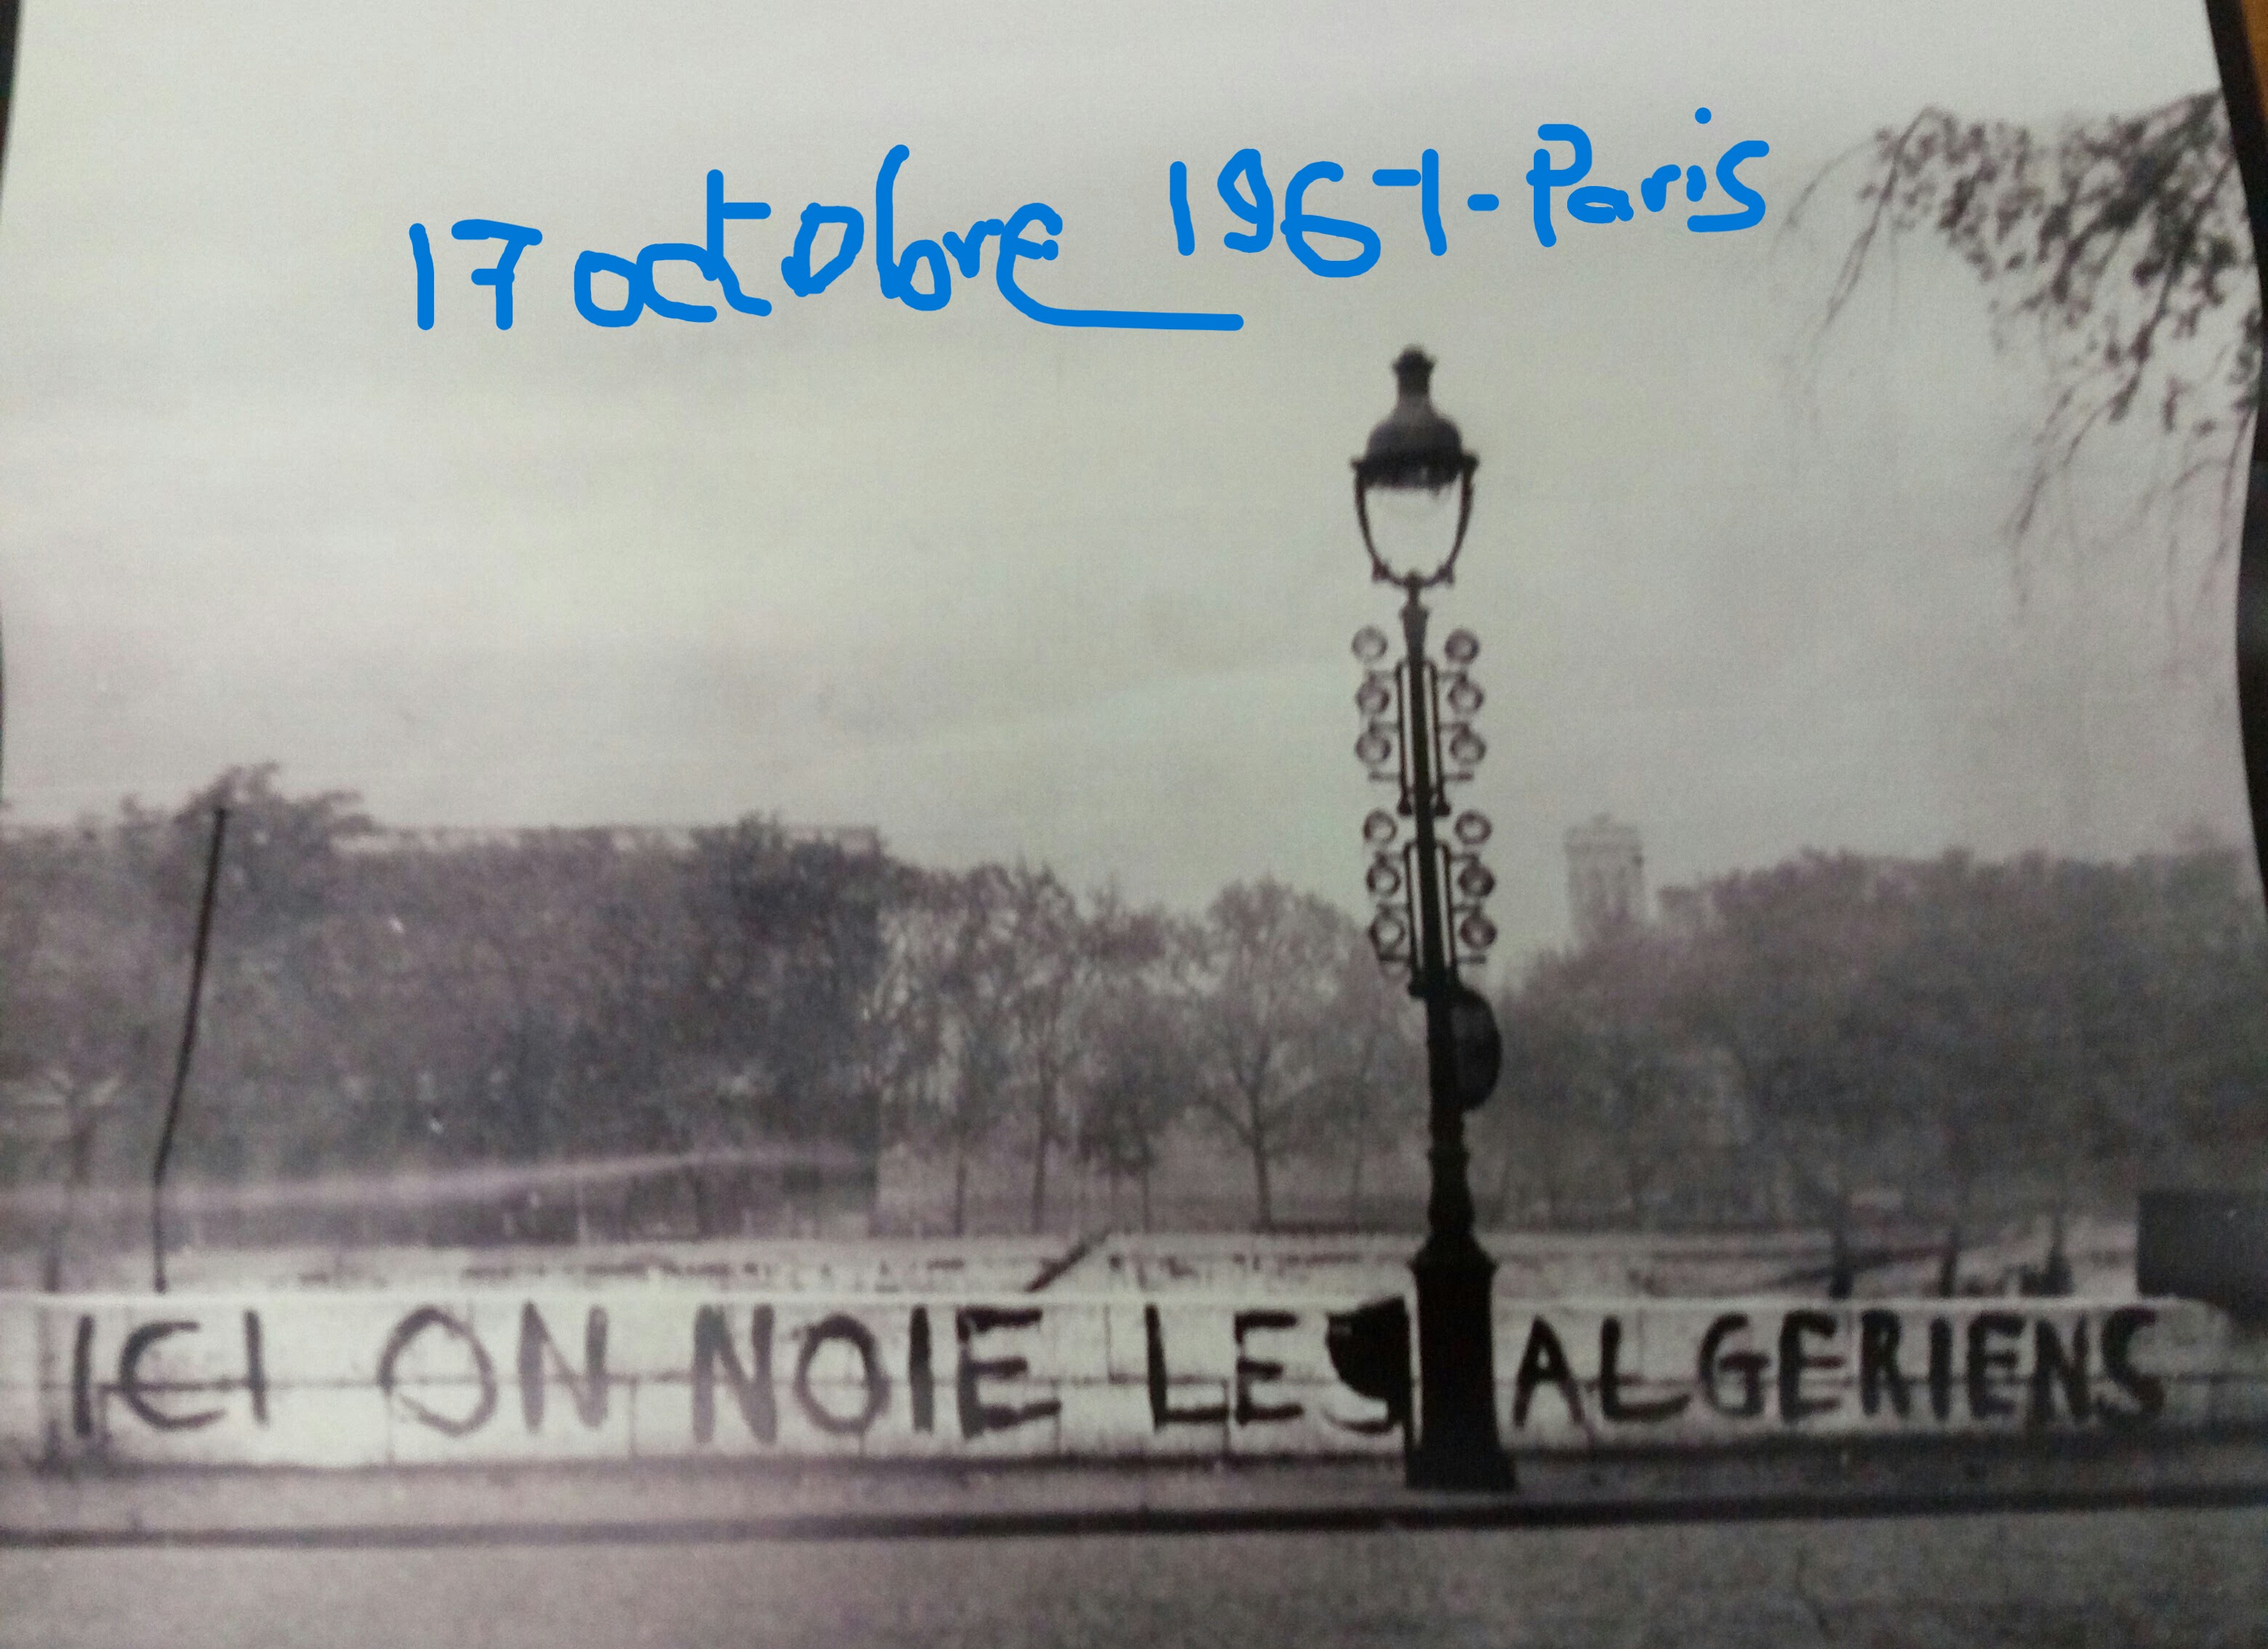 17 octobre 1961-Paris
ICI ON NOIE LES ALGERIENS